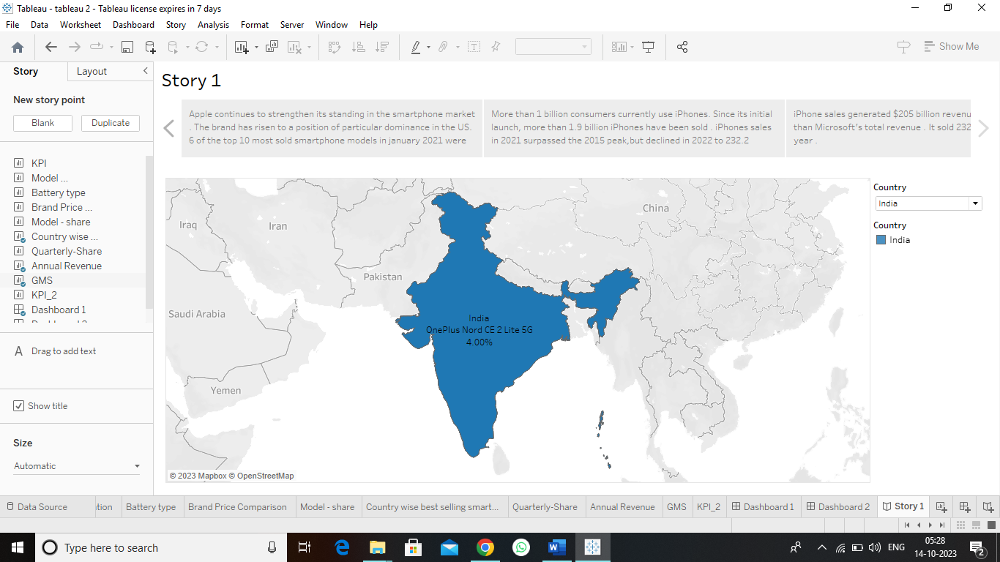 Tableau - tableau 2 - Tableau license expires in 7 days
File Data Worksheet Dashboard Story Analysis Format Server Window Help
Show Me
Story Layout
New story point
Blank Duplicate
KPI
Model ...
Battery type
Brand Price ...
Model - share
Country wise ...
Quarterly-Share
Annual Revenue
GMS
KPI_2
Dashboard 1
A Drag to add text
Show title
Size
Automatic
Story 1
Apple continues to strengthen its standing in the smartphone market
. The brand has risen to a position of particular dominance in the US.
6 of the top 10 most sold smartphone models in january 2021 were
More than 1 billion consumers currently use iPhones. Since its initial
launch, more than 1.9 billion iPhones have been sold . iPhones sales
in 2021 surpassed the 2015 peak,but declined in 2022 to 232.2
iPhone sales generated $205 billion revenu
than Microsoft's total revenue . It sold 232
year .
Iraq
Iran
China
Pakistan
Saudi Arabia
Yemen
India
OnePlus Nord CE 2 Lite 5G
4.00%
© 2023 Mapbox © OpenStreetMap
Country
India
Country
India
Data Source tion Battery type Brand Price Comparison Model - share Country wise best selling smart... Quarterly-Share Annual Revenue GMS KPI_2 Dashboard 1 Dashboard 2 Story 1
Type here to search
ENG
05:28
14-10-2023
2